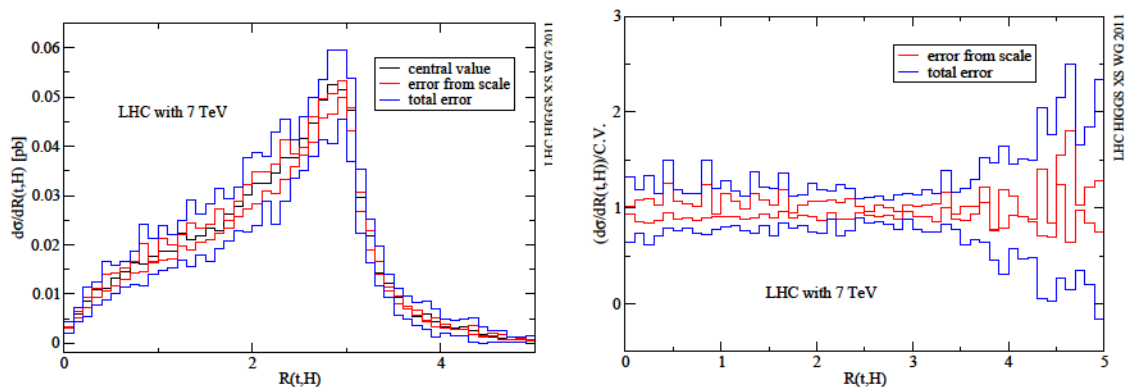 0.06
0.05
0.04
0.03
0.02
0.01
0
dσ/dR(t,H) [pb]
LHC with 7 TeV
central value
error from scale
total error
0
2
4
R(t,H)
LHC HIGGS XS WG 2011
3
2
1
0
(dσ/dR(t,H))/C.V.
error from scale
total error
LHC with 7 TeV
0
1
2
3
4
5
R(t,H)
LHC HIGGS XS WG 2011